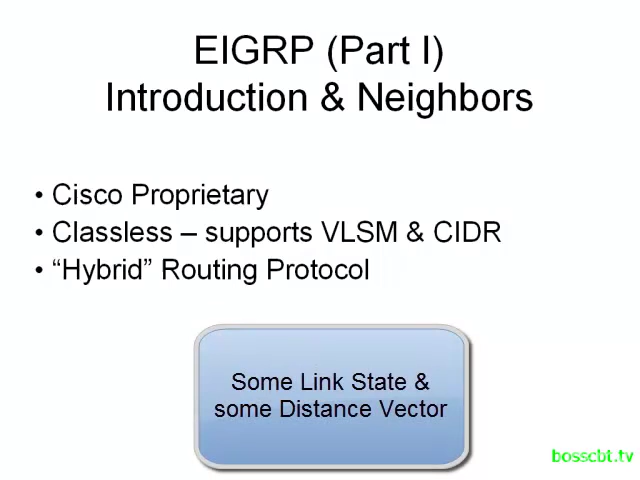 EIGRP (Part I)
Introduction & Neighbors
• Cisco Proprietary
• Classless – supports VLSM & CIDR
• “Hybrid” Routing Protocol
Some Link State &
some Distance Vector
bosscbt.tv